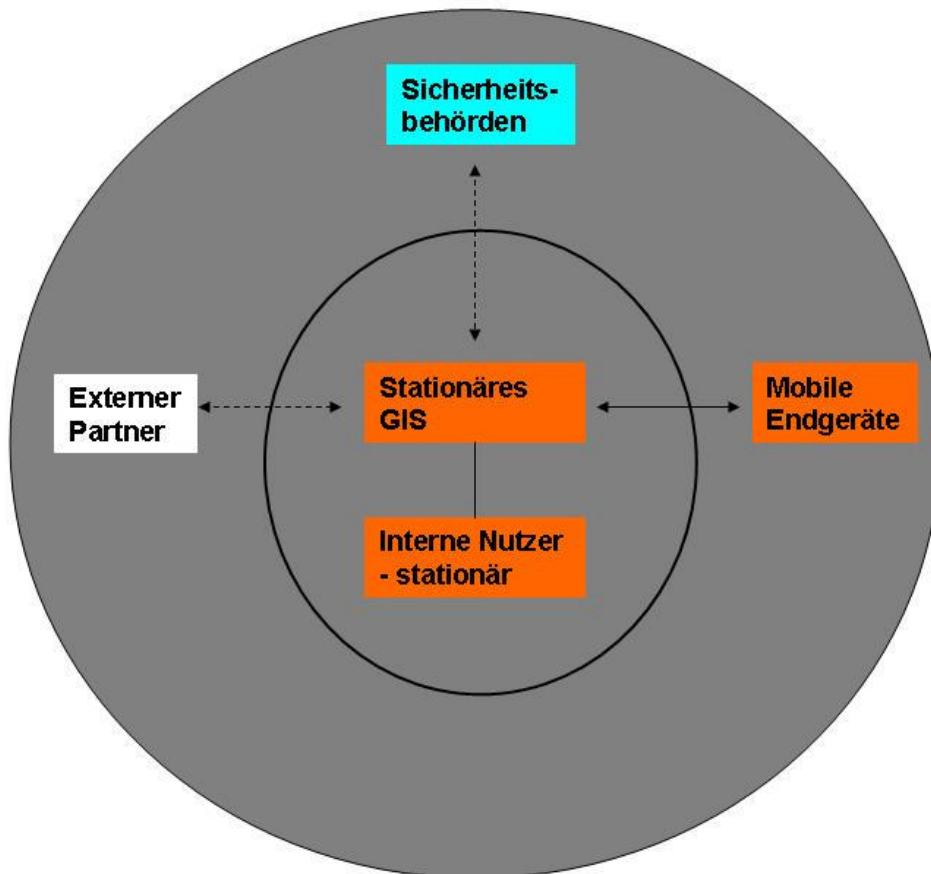 Sicherheits-
behörden
Externer
Partner
Stationäres
GIS
Mobile
Endgeräte
Interne Nutzer
- stationär